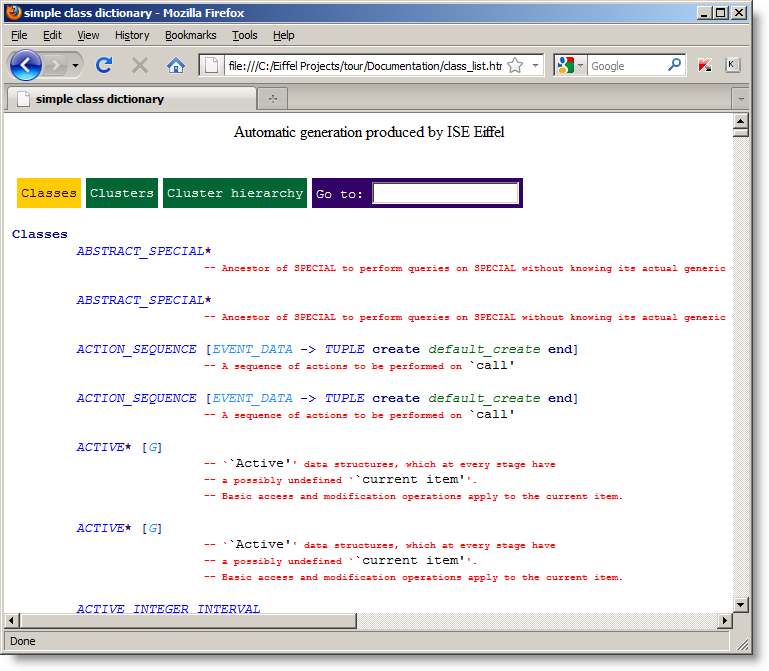 simple class dictionary - Mozilla Firefox
File Edit View History Bookmarks Tools Help
file:///C:/Eiffel Projects/tour/Documentation/class_list.htm Google K K
simple class dictionary
Automatic generation produced by ISE Eiffel
Classes Clusters Cluster hierarchy Go to:
Classes
ABSTRACT_SPECIAL*
-- Ancestor of SPECIAL to perform queries on SPECIAL without knowing its actual generic
ABSTRACT_SPECIAL*
-- Ancestor of SPECIAL to perform queries on SPECIAL without knowing its actual generic
ACTION_SEQUENCE [EVENT_DATA -> TUPLE create default_create end]
-- A sequence of actions to be performed on `call'
ACTION_SEQUENCE [EVENT_DATA -> TUPLE create default_create end]
-- A sequence of actions to be performed on `call'
ACTIVE* [G]
-- ``Active'' data structures, which at every stage have
-- a possibly undefined ``current item''.
-- Basic access and modification operations apply to the current item.
ACTIVE* [G]
-- ``Active'' data structures, which at every stage have
-- a possibly undefined ``current item''.
-- Basic access and modification operations apply to the current item.
ACTIVE_INTEGER_INTERVAL
Done